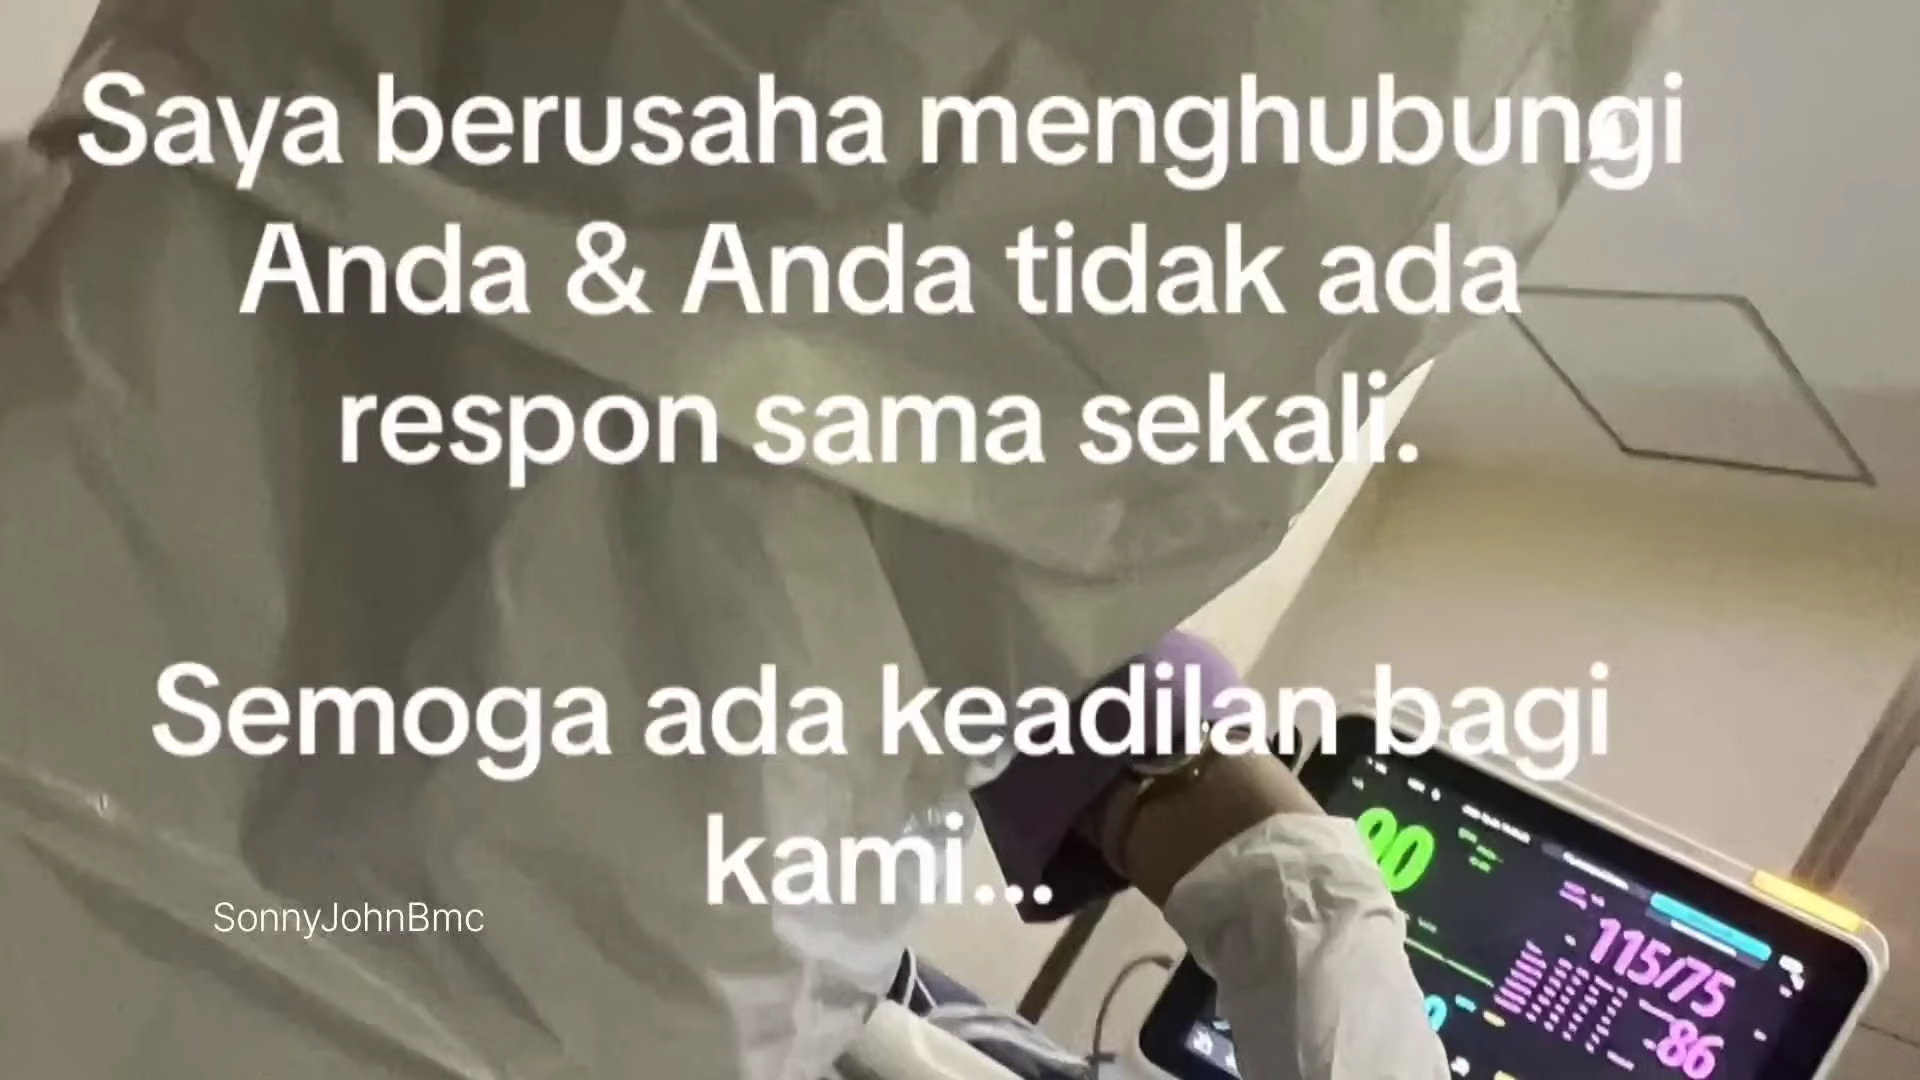 Saya berusaha menghubungi
Anda & Anda tidak ada
respon sama sekali.
Semoga ada keadilan bagi
kami...
SonnyJohnBmc
90
115/75
86